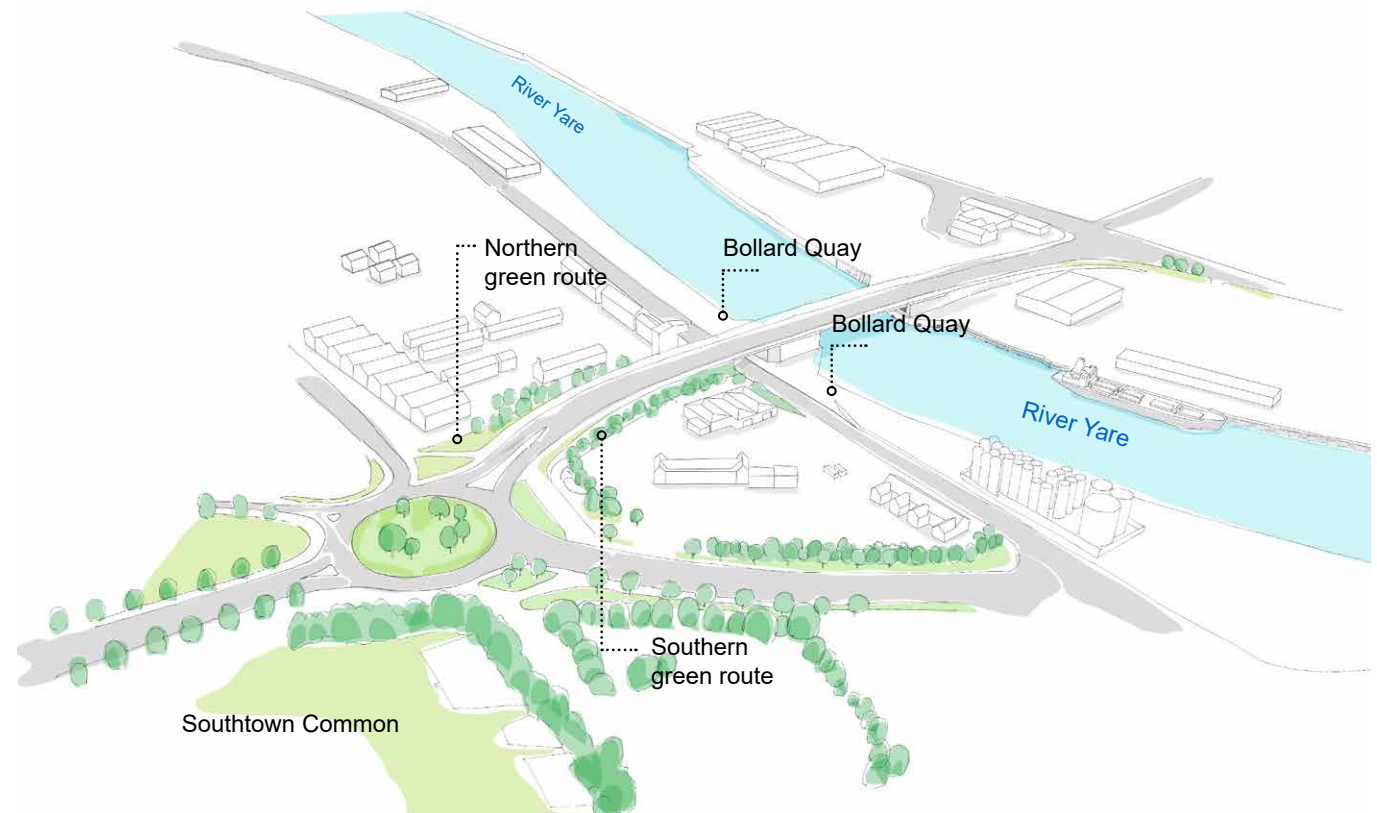 River Yare
Northern
green route
Bollard Quay
Bollard Quay
River Yare
Southern
green route
Southtown Common